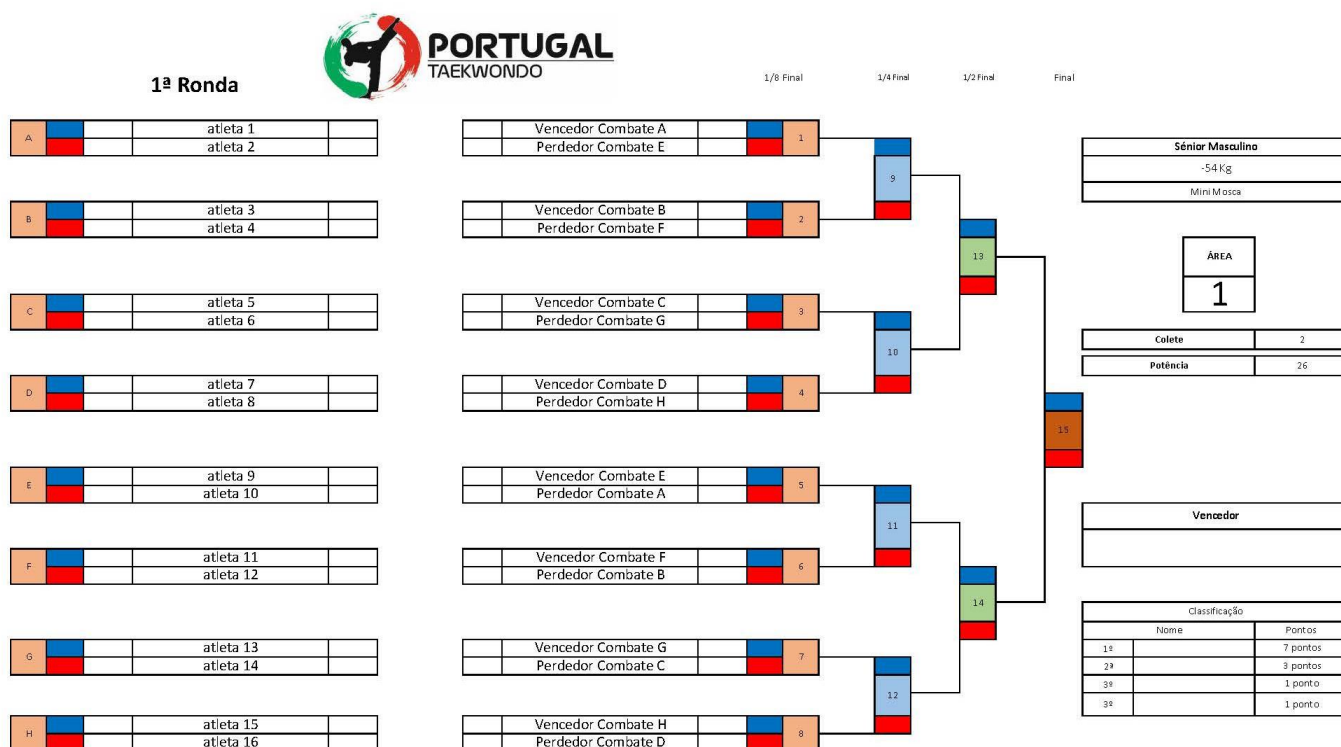 PORTUGAL
TAEKWONDO
1ª Ronda
1/8 Final
1/4 Final
1/2 Final
Final
A
atleta 1
atleta 2
B
atleta 3
atleta 4
C
atleta 5
atleta 6
D
atleta 7
atleta 8
E
atleta 9
atleta 10
F
atleta 11
atleta 12
G
atleta 13
atleta 14
H
atleta 15
atleta 16
Vencedor Combate A
Perdedor Combate E
1
Vencedor Combate B
Perdedor Combate F
2
Vencedor Combate C
Perdedor Combate G
3
Vencedor Combate D
Perdedor Combate H
4
Vencedor Combate E
Perdedor Combate A
5
Vencedor Combate F
Perdedor Combate B
6
Vencedor Combate G
Perdedor Combate C
7
Vencedor Combate H
Perdedor Combate D
8
9
10
11
12
13
14
15
Sénior Masculino
-54 Kg
Mini Mosca
ÁREA
1
Colete 2
Potência 26
Vencedor
Classificação
Nome Pontos
1º 7 pontos
2ª 3 pontos
3º 1 ponto
3º 1 ponto